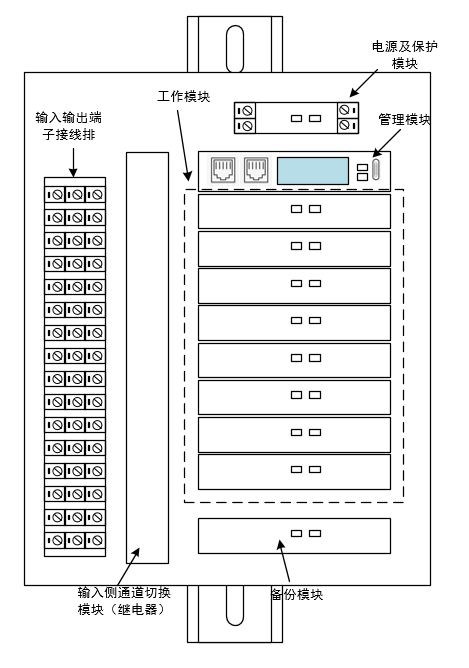 电源及保护
模块
工作模块
输入输出端
子接线排
管理模块
输入侧通道切换
模块（继电器）
备份模块